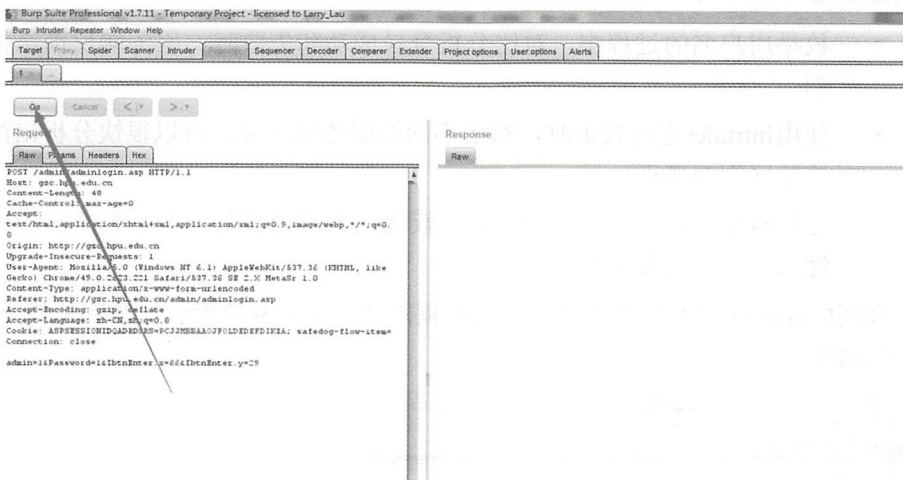 Burp Suite Professional v1.7.11 - Temporary Project - licensed to Larry_Lau
Burp Intruder Repeater Window Help
Target Proxy Spider Scanner Intruder Repeater Sequencer Decoder Comparer Extender Project options User options Alerts
1 ...
Go Cancel < >
Request
Raw Params Headers Hex
POST /admin/adminlogin.asp HTTP/1.1
Host: gzc.hpu.edu.cn
Content-Length: 48
Cache-Control: max-age=0
Accept:
text/html,application/xhtml+xml,application/xml;q=0.9,image/webp,*/*;q=0.
8
Origin: http://gzc.hpu.edu.cn
Upgrade-Insecure-Requests: 1
User-Agent: Mozilla/5.0 (Windows NT 6.1) AppleWebKit/537.36 (KHTML, like
Gecko) Chrome/49.0.2623.221 Safari/537.36 SE 2.X MetaSr 1.0
Content-Type: application/x-www-form-urlencoded
Referer: http://gzc.hpu.edu.cn/admin/adminlogin.asp
Accept-Encoding: gzip, deflate
Accept-Language: zh-CN,zh;q=0.8
Cookie: safedog-flow-item=
Connection: close
admin=1&Password=1&IbtnEnter.x=66&IbtnEnter.y=29
Response
Raw